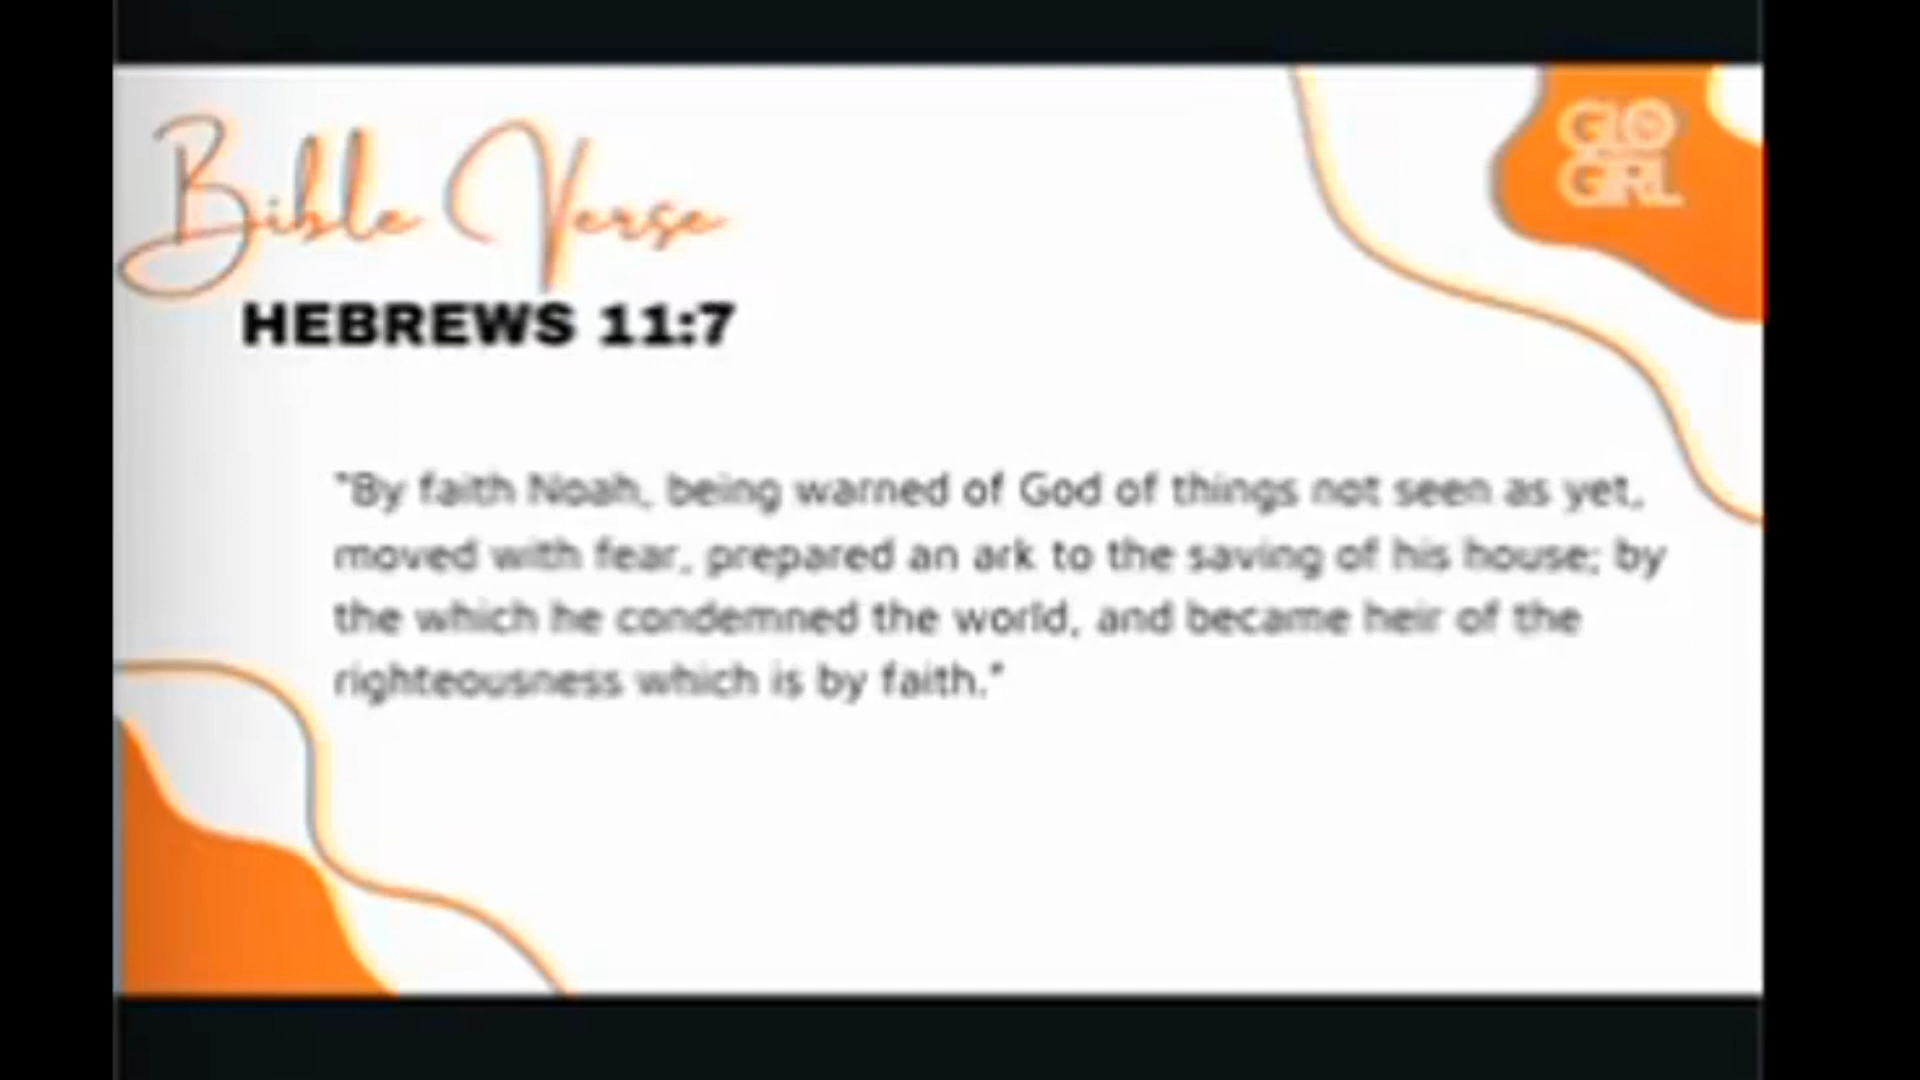 Bible Verse
GLO
GIRL
HEBREWS 11:7
"By faith Noah, being warned of God of things not seen as yet,
moved with fear, prepared an ark to the saving of his house; by
the which he condemned the world, and became heir of the
righteousness which is by faith."